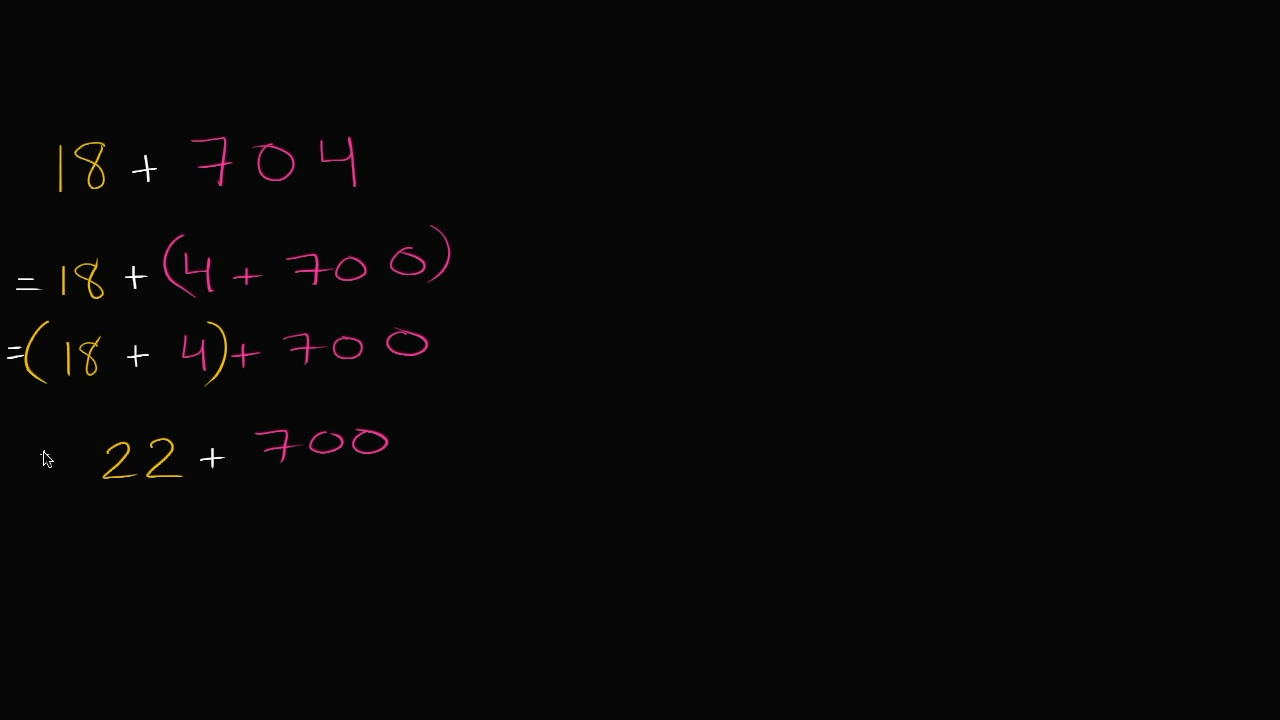 18 + 704
= 18 + (4 + 700)
= (18 + 4) + 700
22 + 700